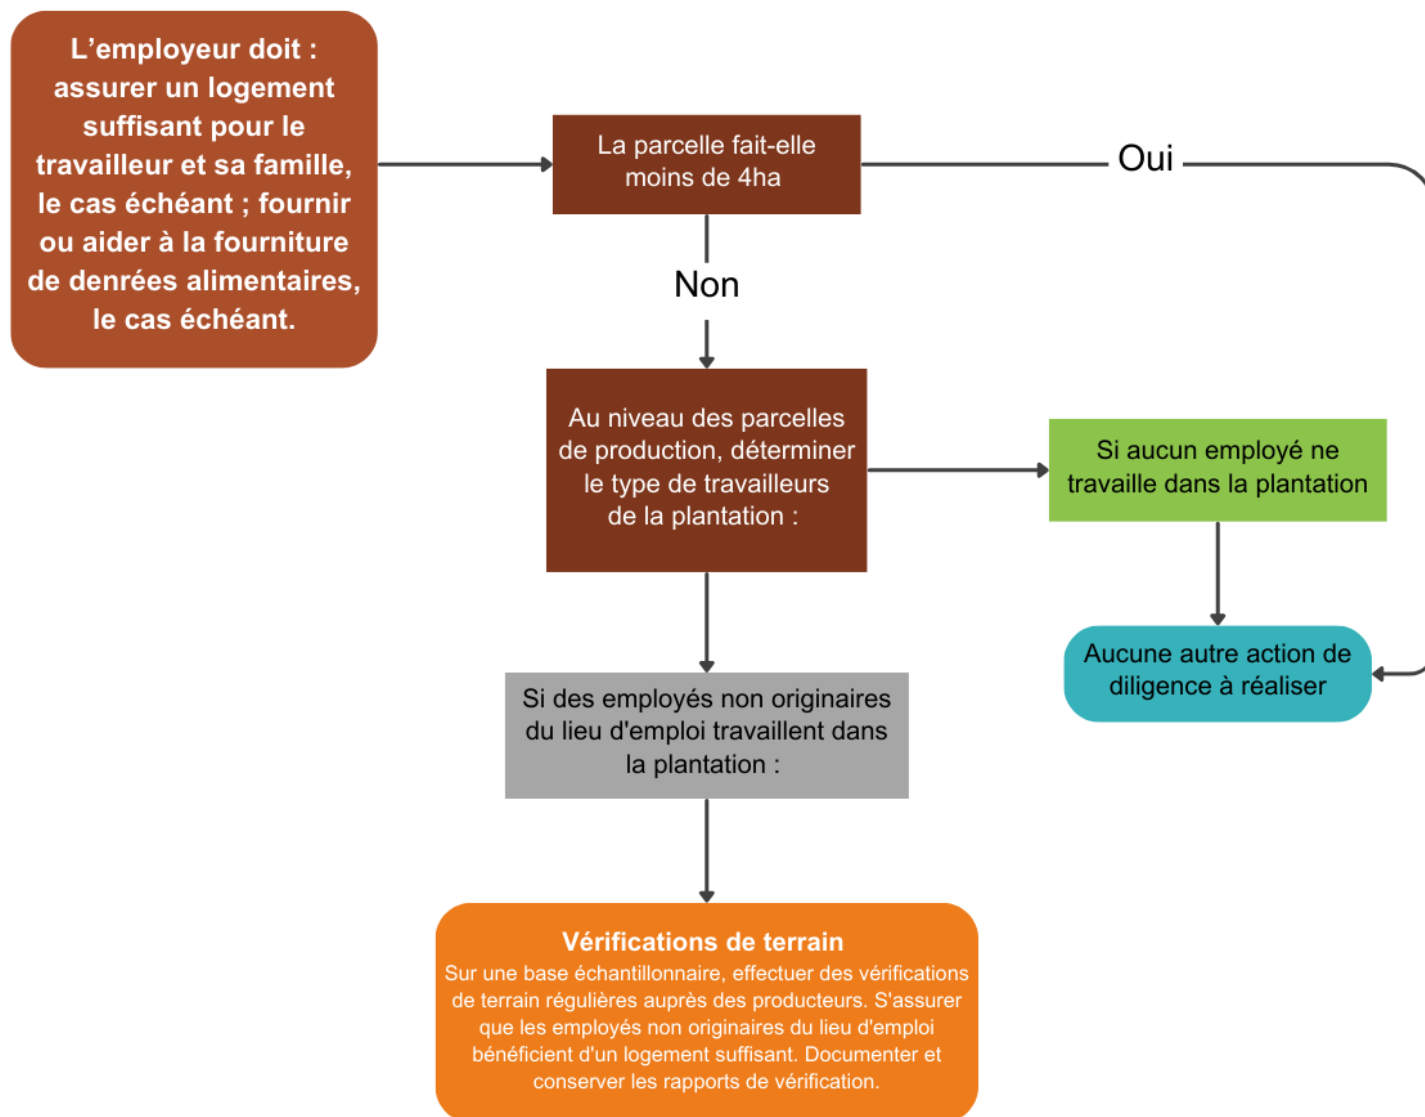 L’employeur doit :
assurer un logement
suffisant pour le
travailleur et sa famille,
le cas échéant ; fournir
ou aider à la fourniture
de denrées alimentaires,
le cas échéant.
La parcelle fait-elle
moins de 4ha
Oui
Non
Au niveau des parcelles
de production, déterminer
le type de travailleurs
de la plantation :
Si aucun employé ne
travaille dans la plantation
Aucune autre action de
diligence à réaliser
Si des employés non originaires
du lieu d'emploi travaillent dans
la plantation :
Vérifications de terrain
Sur une base échantillonnaire, effectuer des vérifications
de terrain régulières auprès des producteurs. S'assurer
que les employés non originaires du lieu d'emploi
bénéficient d'un logement suffisant. Documenter et
conserver les rapports de vérification.